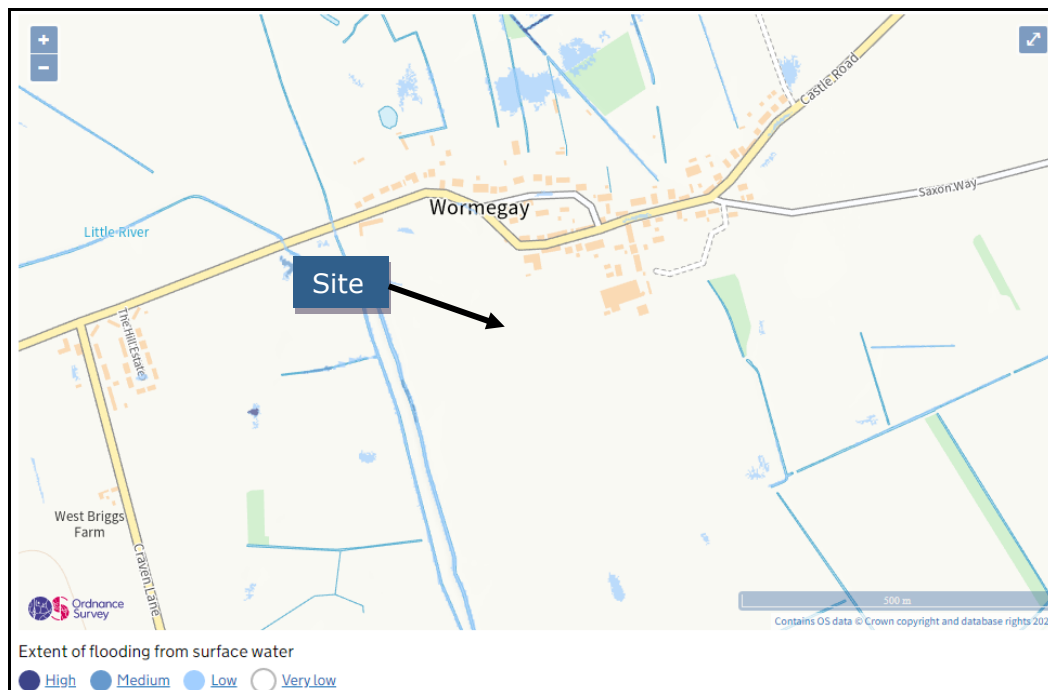 +
−
Castle Road
Saxon Way
Wormegay
Little River
Site
The Hill Estate
West Briggs
Farm
Craven Lane
Ordnance
Survey
500 m
Contains OS data © Crown copyright and database rights 202
Extent of flooding from surface water
High Medium Low Very low